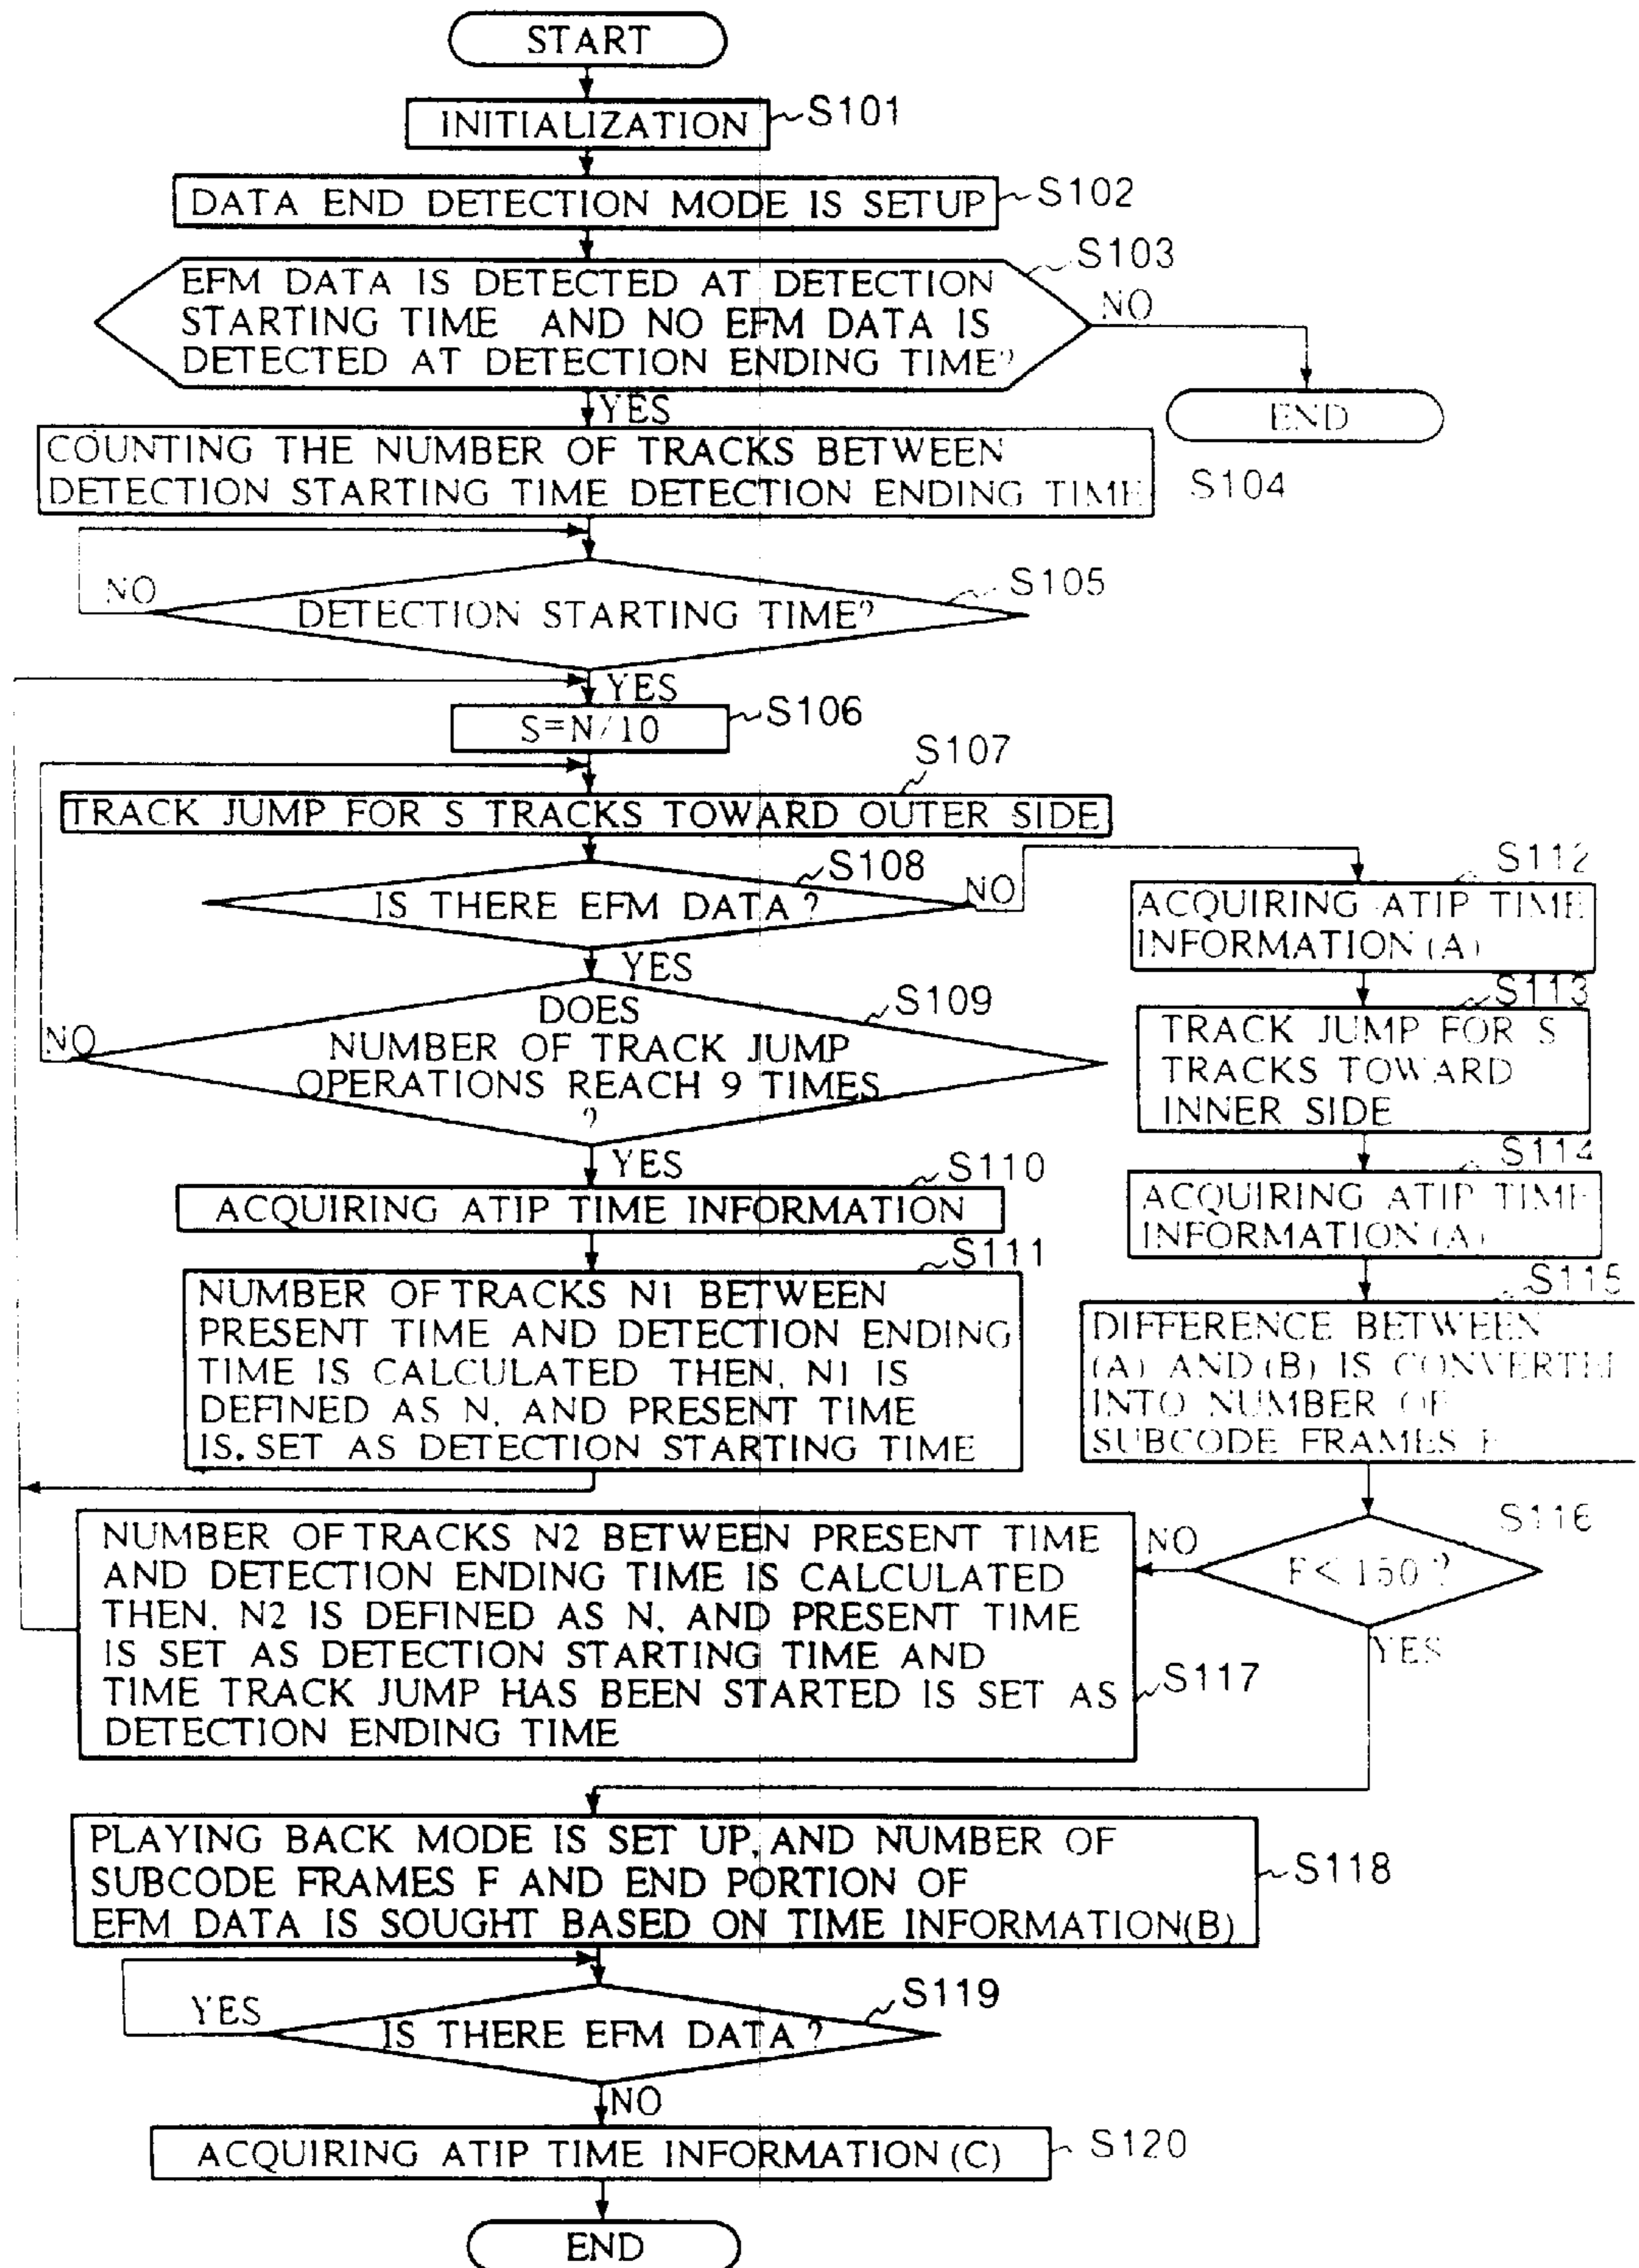 START
INITIALIZATION
S101
DATA END DETECTION MODE IS SETUP
S102
S103
EFM DATA IS DETECTED AT DETECTION
STARTING TIME AND NO EFM DATA IS
DETECTED AT DETECTION ENDING TIME?
NO
END
YES
COUNTING THE NUMBER OF TRACKS BETWEEN
DETECTION STARTING TIME DETECTION ENDING TIME
S104
NO
DETECTION STARTING TIME?
S105
YES
S=N/10
S106
S107
TRACK JUMP FOR S TRACKS TOWARD OUTER SIDE
S108
IS THERE EFM DATA?
NO
YES
S109
DOES
NUMBER OF TRACK JUMP
OPERATIONS REACH 9 TIMES
?
NO
YES
S110
ACQUIRING ATIP TIME INFORMATION
S111
NUMBER OF TRACKS N1 BETWEEN
PRESENT TIME AND DETECTION ENDING
TIME IS CALCULATED THEN, N1 IS
DEFINED AS N, AND PRESENT TIME
IS. SET AS DETECTION STARTING TIME
S112
ACQUIRING ATIP TIME
INFORMATION(A)
S113
TRACK JUMP FOR S
TRACKS TOWARD
INNER SIDE
S114
ACQUIRING ATIP TIME
INFORMATION(A)
S115
DIFFERENCE BETWEEN
(A) AND (B) IS
INTO NUMBER OF
SUBCODE FRAMES F
S116
F<150?
NO
YES
NUMBER OF TRACKS N2 BETWEEN PRESENT TIME
AND DETECTION ENDING TIME IS CALCULATED
THEN, N2 IS DEFINED AS N, AND PRESENT TIME
IS SET AS DETECTION STARTING TIME AND
TIME TRACK JUMP HAS BEEN STARTED IS SET AS
DETECTION ENDING TIME
S117
PLAYING BACK MODE IS SET UP, AND NUMBER OF
SUBCODE FRAMES F AND END PORTION OF
EFM DATA IS SOUGHT BASED ON TIME INFORMATION(B)
S118
YES
IS THERE EFM DATA?
S119
NO
ACQUIRING ATIP TIME INFORMATION(C)
S120
END